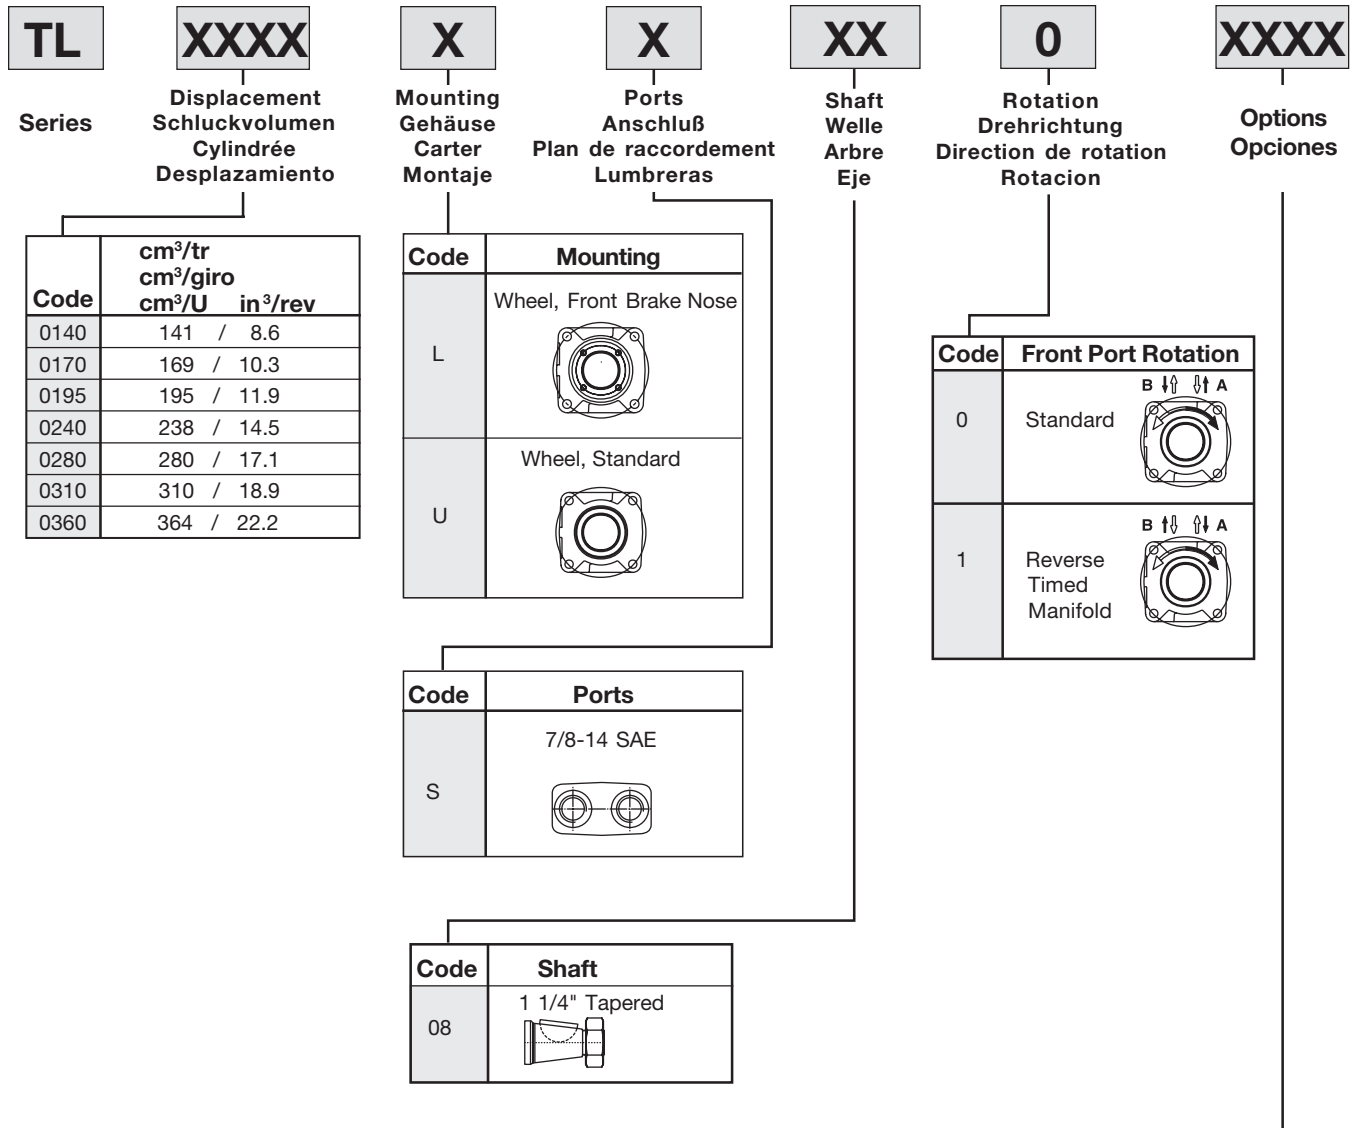 TL XXXX X X XX 0 XXXX
Series
Displacement
Schluckvolumen
Cylindrée
Desplazamiento
Mounting
Gehäuse
Carter
Montaje
Ports
Anschluß
Plan de raccordement
Lumbreras
Shaft
Welle
Arbre
Eje
Rotation
Drehrichtung
Direction de rotation
Rotacion
Options
Opciones
Code cm³/tr
cm³/giro
cm³/U in³/rev
0140 141 / 8.6
0170 169 / 10.3
0195 195 / 11.9
0240 238 / 14.5
0280 280 / 17.1
0310 310 / 18.9
0360 364 / 22.2
Code Mounting
L Wheel, Front Brake Nose
U Wheel, Standard
Code Ports
S 7/8-14 SAE
Code Shaft
08 1 1/4" Tapered
Code Front Port Rotation
B A
0 Standard
B A
1 Reverse
Timed
Manifold